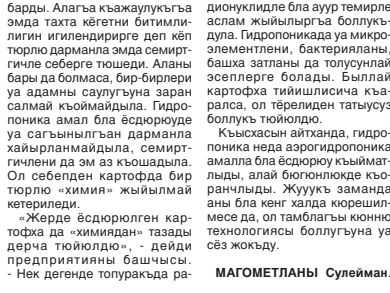 барды. Алагъа къажаулукъгъа
эмда тахта кёгетни битимли-
лигин игилендирирге деп кёп
тюрлю дарманла эмда семирт-
гичле себерге тюшеди. Аланы
бары да болмаса, бир-бирлери
уа адамны саулугъуна заран
салмай къоймайдыла. Гидро-
поника амал бла ёсдюрюуде
уа сагъынылгъан дарманла
хайырланмайдыла, семирт-
гичлени да эм аз къошадыла.
Ол себепден картофда бир
тюрлю «химия» жыйылмай
кетериледи.
«Жерде ёсдюрюлген кар-
тофха да «химиядан» тазады
дерча тюйюлдю», - дейди
предприятияны башчысы.
- Нек дегенде топуракъда ра-
дионуклидле бла ауур темирле
аслам жыйылыргъа боллукъ-
дула. Гидропоникада уа микро-
элементлени, бактерияланы,
башха затланы да толусунлай
эсеплерге болады. Быллай
картофха тийишлисича къа-
ралса, ол тёрелиден татыусуз
боллукъ тюйюлдю.
Къысхасын айтханда, гидро-
поника неда аэрогидропоника
амалла бла ёсдюрюу къыймат-
лыды, алай бюгюнлюкде къо-
ранчлыды. Жууукъ заманда
аны бла кенг халда кюрешил-
месе да, ол тамблагъы кюнню
технологиясы боллугъуна уа
сёз жокъду.
МАГОМЕТЛАНЫ Сулейман.